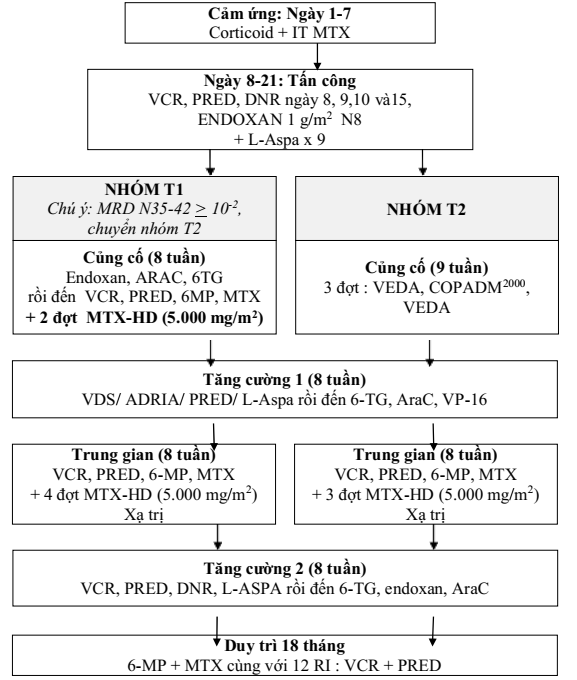 Cảm ứng: Ngày 1-7
Corticoid + IT MTX
Ngày 8-21: Tấn công
VCR, PRED, DNR ngày 8, 9,10 và15,
ENDOXAN 1 g/m² N8
+ L-Aspa x 9
NHÓM T1
Chú ý: MRD N35-42 ≥ 10⁻²,
chuyển nhóm T2
Củng cố (8 tuần)
Endoxan, ARAC, 6TG
rồi đến VCR, PRED, 6MP, MTX
+ 2 đợt MTX-HD (5.000 mg/m²)
NHÓM T2
Củng cố (9 tuần)
3 đợt : VEDA, COPADM²⁰⁰⁰,
VEDA
Tăng cường 1 (8 tuần)
VDS/ ADRIA/ PRED/ L-Aspa rồi đến 6-TG, AraC, VP-16
Trung gian (8 tuần)
VCR, PRED, 6-MP, MTX
+ 4 đợt MTX-HD (5.000 mg/m²)
Xạ trị
Trung gian (8 tuần)
VCR, PRED, 6-MP, MTX
+ 3 đợt MTX-HD (5.000 mg/m²)
Xạ trị
Tăng cường 2 (8 tuần)
VCR, PRED, DNR, L-ASPA rồi đến 6-TG, endoxan, AraC
Duy trì 18 tháng
6-MP + MTX cùng với 12 RI : VCR + PRED